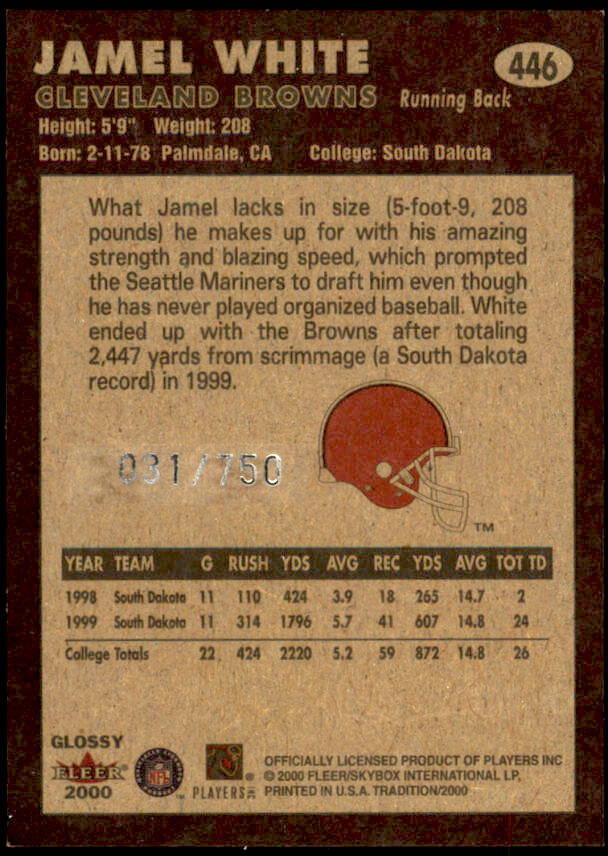 JAMEL WHITE
446
CLEVELAND BROWNS Running Back
Height: 5'9" Weight: 208
Born: 2-11-78 Palmdale, CA College: South Dakota
What Jamel lacks in size (5-foot-9, 208
pounds) he makes up for with his amazing
strength and blazing speed, which prompted
the Seattle Mariners to draft him even though
he has never played organized baseball. White
ended up with the Browns after totaling
2,447 yards from scrimmage (a South Dakota
record) in 1999.
031/750
TM
YEAR TEAM G RUSH YDS AVG REC YDS AVG TOT TD
1998 South Dakota 11 110 424 3.9 18 265 14.7 2
1999 South Dakota 11 314 1796 5.7 41 607 14.8 24
College Totals 22 424 2220 5.2 59 872 14.8 26
GLOSSY
FLEER
2000
NFL
PLAYERS INC
OFFICIALLY LICENSED PRODUCT OF PLAYERS INC
© 2000 FLEER/SKYBOX INTERNATIONAL LP,
PRINTED IN U.S.A. TRADITION/2000